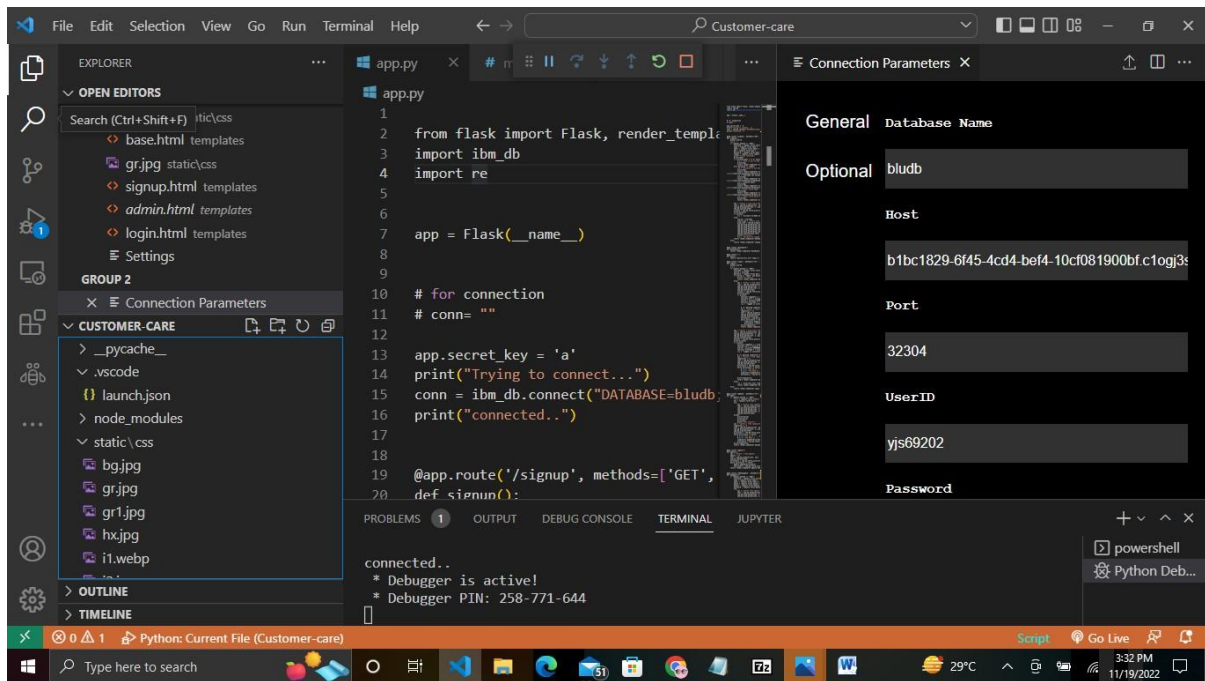 File Edit Selection View Go Run Terminal Help
Customer-care
EXPLORER
OPEN EDITORS
Search (Ctrl+Shift+F)
base.html templates
gr.jpg static\css
signup.html templates
admin.html templates
login.html templates
Settings
GROUP 2
Connection Parameters
CUSTOMER-CARE
__pycache__
.vscode
launch.json
node_modules
static\css
bg.jpg
gr.jpg
gr1.jpg
hx.jpg
i1.webp
OUTLINE
TIMELINE
app.py
app.py
1
2 from flask import Flask, render_templa
3 import ibm_db
4 import re
5
6
7 app = Flask(__name__)
8
9
10 # for connection
11 # conn= ""
12
13 app.secret_key = 'a'
14 print("Trying to connect...")
15 conn = ibm_db.connect("DATABASE=bludb;
16 print("connected..")
17
18
19 @app.route('/signup', methods=['GET',
20 def signup():
Connection Parameters
General
Optional
Database Name
bludb
Host
b1bc1829-6f45-4cd4-bef4-10cf081900bf.c1ogj3s
Port
32304
UserID
yjs69202
Password
PROBLEMS 1 OUTPUT DEBUG CONSOLE TERMINAL JUPYTER
connected..
* Debugger is active!
* Debugger PIN: 258-771-644
powershell
Python Deb...
0 1 Python: Current File (Customer-care)
Script Go Live
Type here to search
51
29°C
3:32 PM
11/19/2022